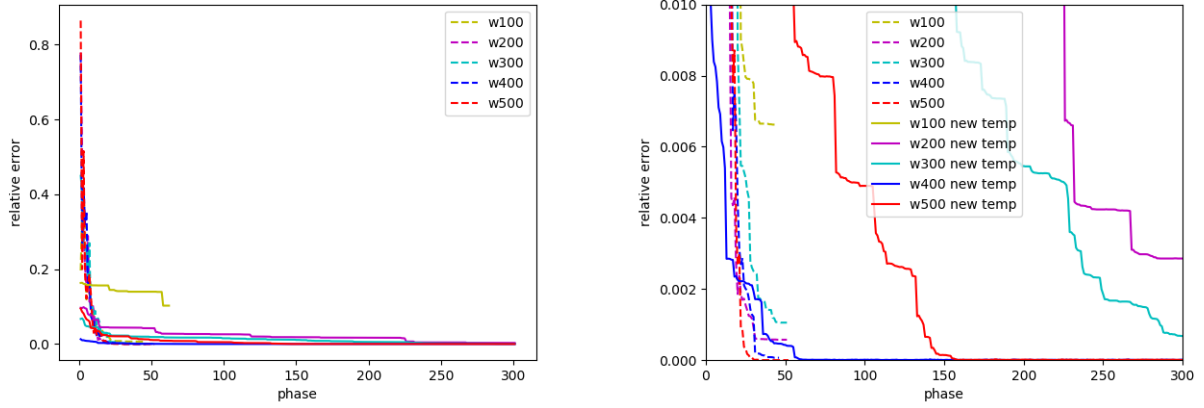 0.8
0.6
0.4
0.2
0.0
relative error
0 50 100 150 200 250 300
phase
w100
w200
w300
w400
w500
0.010
0.008
0.006
0.004
0.002
0.000
relative error
0 50 100 150 200 250 300
phase
w100
w200
w300
w400
w500
w100 new temp
w200 new temp
w300 new temp
w400 new temp
w500 new temp